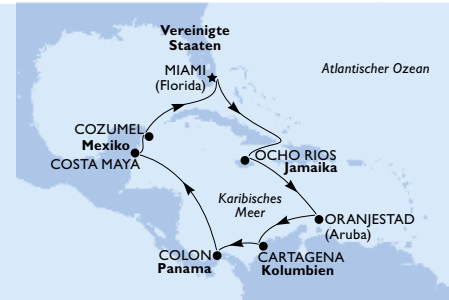 Vereinigte
Staaten
MIAMI
(Florida)
Atlantischer Ozean
COZUMEL
Mexiko
COSTA MAYA
OCHO RIOS
Jamaika
Karibisches
Meer
ORANJESTAD
(Aruba)
COLON
Panama
CARTAGENA
Kolumbien